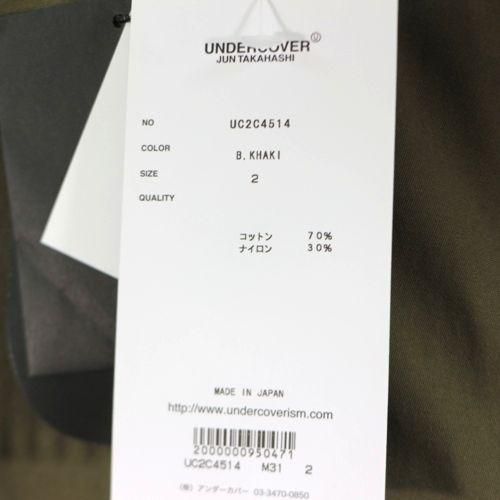 UNDERCOVER U
JUN TAKAHASHI
NO UC2C4514
COLOR B.KHAKI
SIZE 2
QUALITY
コットン 70%
ナイロン 30%
MADE IN JAPAN
http://www.undercoverism.com
2000000950471
UC2C4514 M31 2
(株) アンダーカバー 03-3470-0850